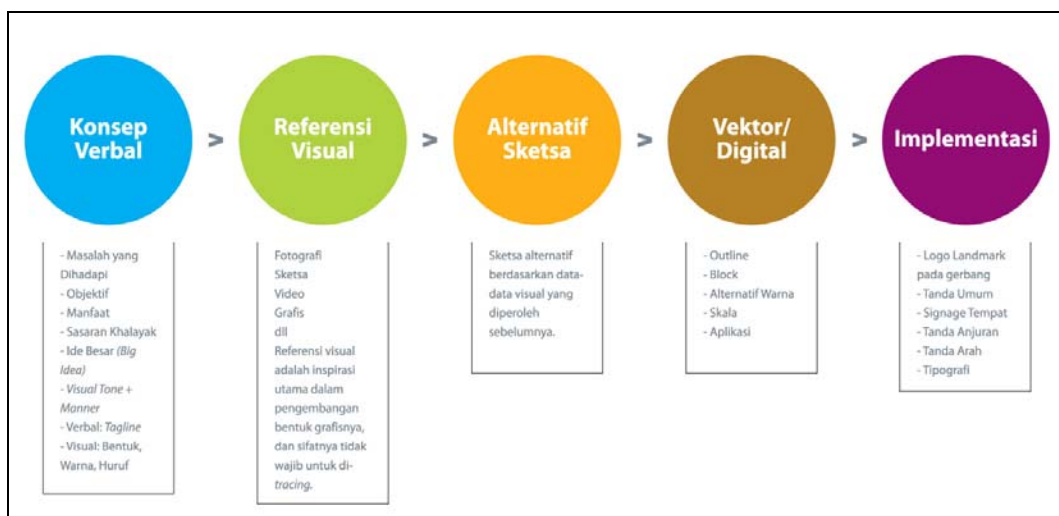 Konsep
Verbal
>
Referensi
Visual
>
Alternatif
Sketsa
>
Vektor/
Digital
>
Implementasi
- Masalah yang
Dihadapi
- Objektif
- Manfaat
- Sasaran Khalayak
- Ide Besar (Big
Idea)
- Visual Tone +
Manner
- Verbal: Tagline
- Visual: Bentuk,
Warna, Huruf
Fotografi
Sketsa
Video
Grafis
dll
Referensi visual
adalah inspirasi
utama dalam
pengembangan
bentuk grafisnya,
dan sifatnya tidak
wajib untuk di-
tracing.
Sketsa alternatif
berdasarkan data-
data visual yang
diperoleh
sebelumnya.
- Outline
- Block
- Alternatif Warna
- Skala
- Aplikasi
- Logo Landmark
pada gerbang
- Tanda Umum
- Signage Tempat
- Tanda Anjuran
- Tanda Arah
- Tipografi